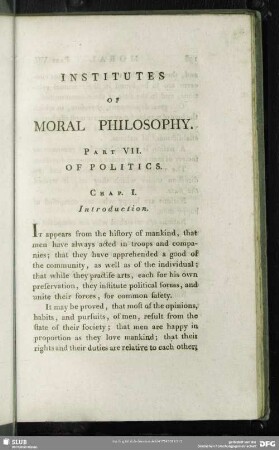 INSTITUTES
OF
MORAL PHILOSOPHY.
PART VII.
OF POLITICS.
CHAP. I.
Introduction.
IT appears from the hiſtory of mankind, that
men have always acted in troops and compa-
nies; that they have apprehended a good of
the community, as well as of the individual;
that while they practiſe arts, each for his own
preſervation, they inſtitute political forms, and
unite their forces, for common ſafety.
It may be proved, that moſt of the opinions,
habits, and purſuits, of men, reſult from the
ſtate of their ſociety; that men are happy in
proportion as they love mankind; that their
rights and their duties are relative to each other;
SLUB
DFG